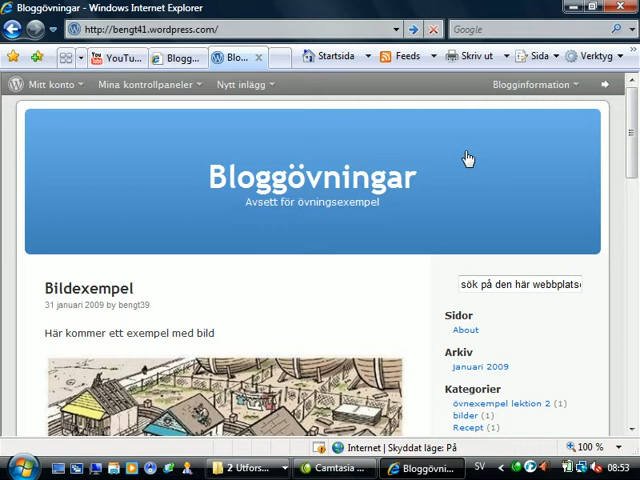 Bloggövningar - Windows Internet Explorer
http://bengt41.wordpress.com/
Google
YouTu...
Blogg...
Blo...
Startsida
Feeds
Skriv ut
Sida
Verktyg
Mitt konto
Mina kontrollpaneler
Nytt inlägg
Blogginformation
Bloggövningar
Avsett för övningsexempel
Bildexempel
31 januari 2009 by bengt39
Här kommer ett exempel med bild
sök på den här webbplats
Sidor
About
Arkiv
januari 2009
Kategorier
övnexempel lektion 2 (1)
bilder (1)
Recept (1)
Internet | Skyddat läge: På
100 %
2 Utfors...
Camtasia ...
Bloggövni...
SV
08:53